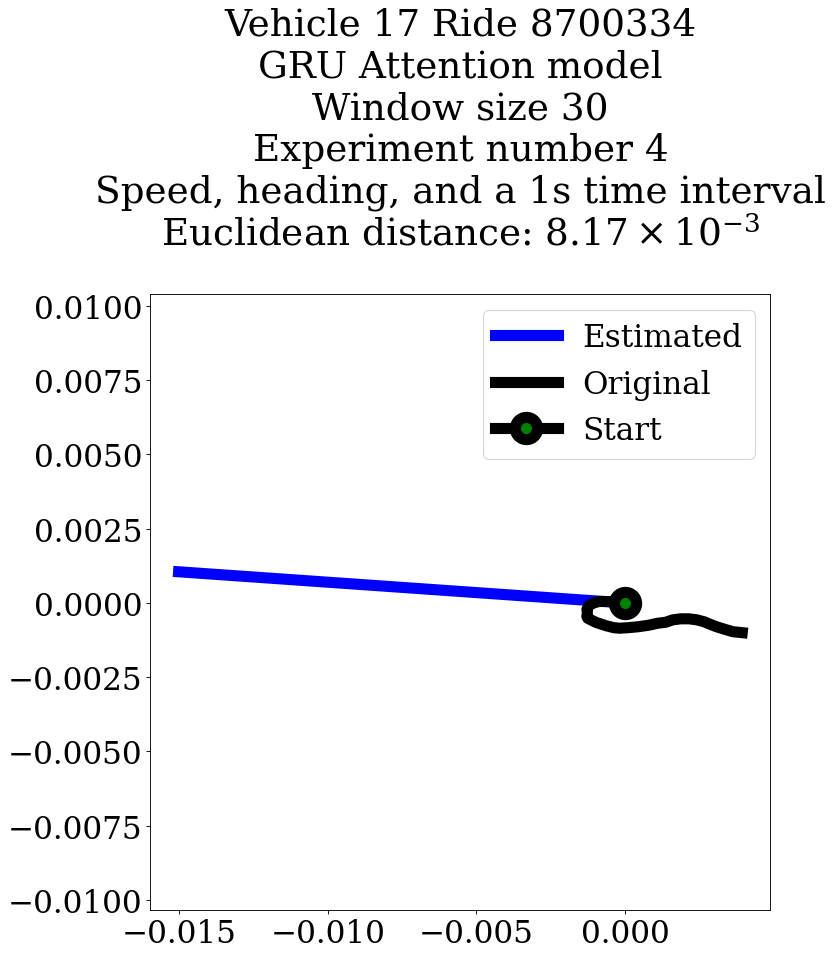 Vehicle 17 Ride 8700334
GRU Attention model
Window size 30
Experiment number 4
Speed, heading, and a 1s time interval
Euclidean distance: 8.17 × 10⁻³
0.0100
0.0075
0.0050
0.0025
0.0000
−0.0025
−0.0050
−0.0075
−0.0100
Estimated
Original
Start
−0.015
−0.010
−0.005
0.000